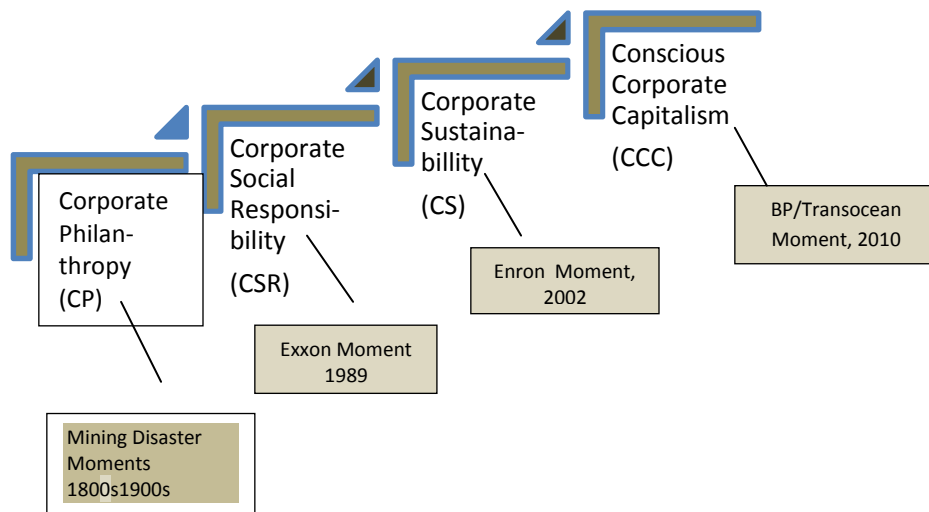 Corporate
Philan-
thropy
(CP)
Mining Disaster
Moments
1800s1900s
Corporate
Social
Responsi-
bility
(CSR)
Exxon Moment
1989
Corporate
Sustaina-
billity
(CS)
Enron Moment,
2002
Conscious
Corporate
Capitalism
(CCC)
BP/Transocean
Moment, 2010